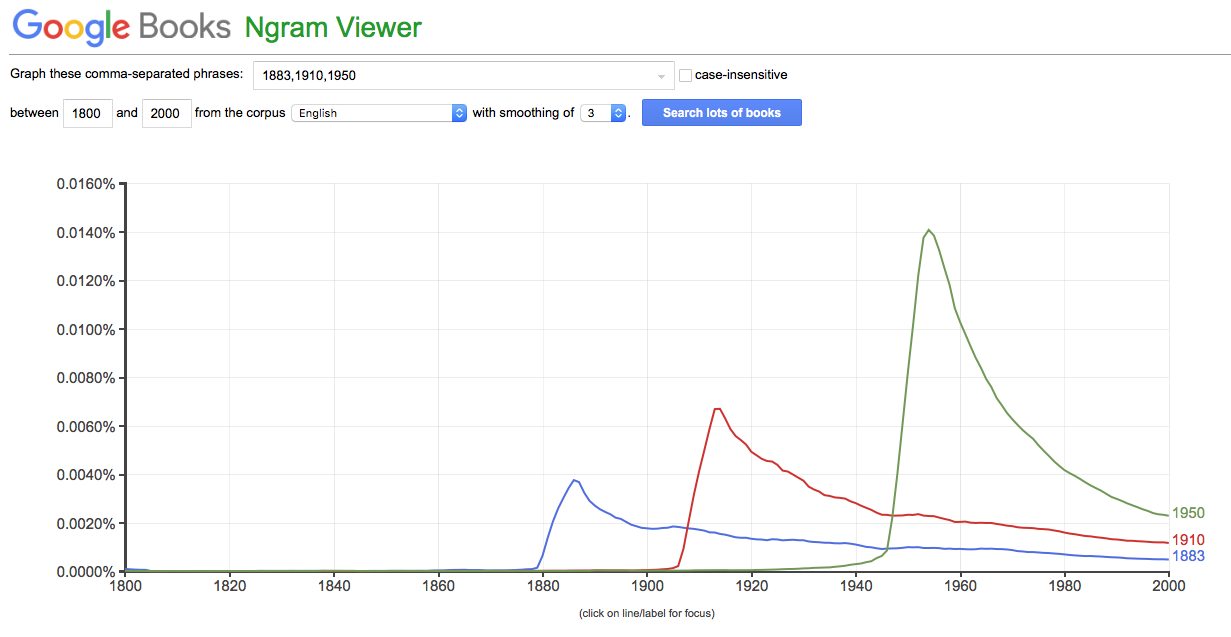 Google Books Ngram Viewer
Graph these comma-separated phrases: 1883,1910,1950 case-insensitive
between 1800 and 2000 from the corpus English with smoothing of 3 . Search lots of books
0.0160%
0.0140%
0.0120%
0.0100%
0.0080%
0.0060%
0.0040%
0.0020%
0.0000%
1950
1910
1883
1800 1820 1840 1860 1880 1900 1920 1940 1960 1980 2000
(click on line/label for focus)